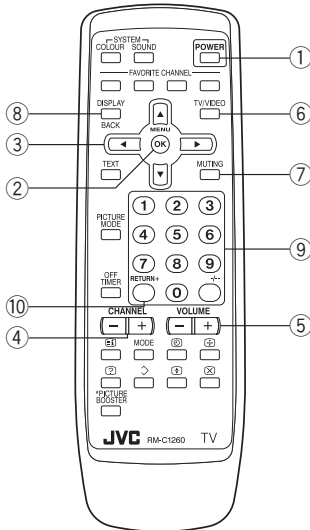 SYSTEM
COLOUR SOUND
POWER
①
FAVORITE CHANNEL
⑧ DISPLAY
TV/VIDEO ⑥
BACK
③
MENU
OK
②
TEXT
MUTING ⑦
1 2 3
PICTURE
MODE
4 5 6
⑨
7 8 9
OFF
TIMER
RETURN+
-/--
⑩
0
CHANNEL VOLUME
④
- + - +
⑤
MODE
?
*PICTURE
BOOSTER
JVC RM-C1260 TV